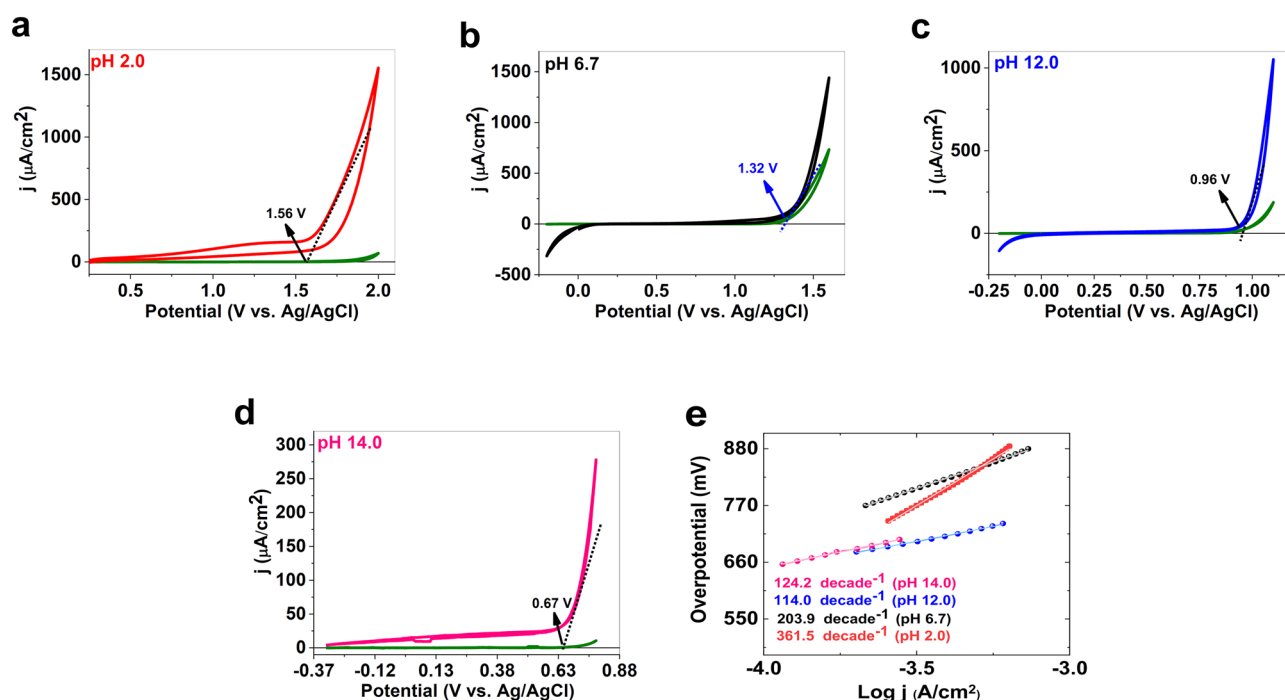 a
pH 2.0
1500
1000
500
0
j (µA/cm²)
1.56 V
0.5 1.0 1.5 2.0
Potential (V vs. Ag/AgCl)
b
pH 6.7
1500
1000
500
0
-500
j (µA/cm²)
1.32 V
0.0 0.4 0.8 1.2 1.6
Potential (V vs. Ag/AgCl)
c
pH 12.0
1000
500
0
j (µA/cm²)
0.96 V
-0.25 0.00 0.25 0.50 0.75 1.00
Potential (V vs. Ag/AgCl)
d
pH 14.0
300
250
200
150
100
50
0
j (µA/cm²)
0.67 V
-0.37 -0.12 0.13 0.38 0.63 0.88
Potential (V vs. Ag/AgCl)
e
880
770
660
550
Overpotential (mV)
124.2 decade⁻¹ (pH 14.0)
114.0 decade⁻¹ (pH 12.0)
203.9 decade⁻¹ (pH 6.7)
361.5 decade⁻¹ (pH 2.0)
-4.0 -3.5 -3.0
Log j (A/cm²)